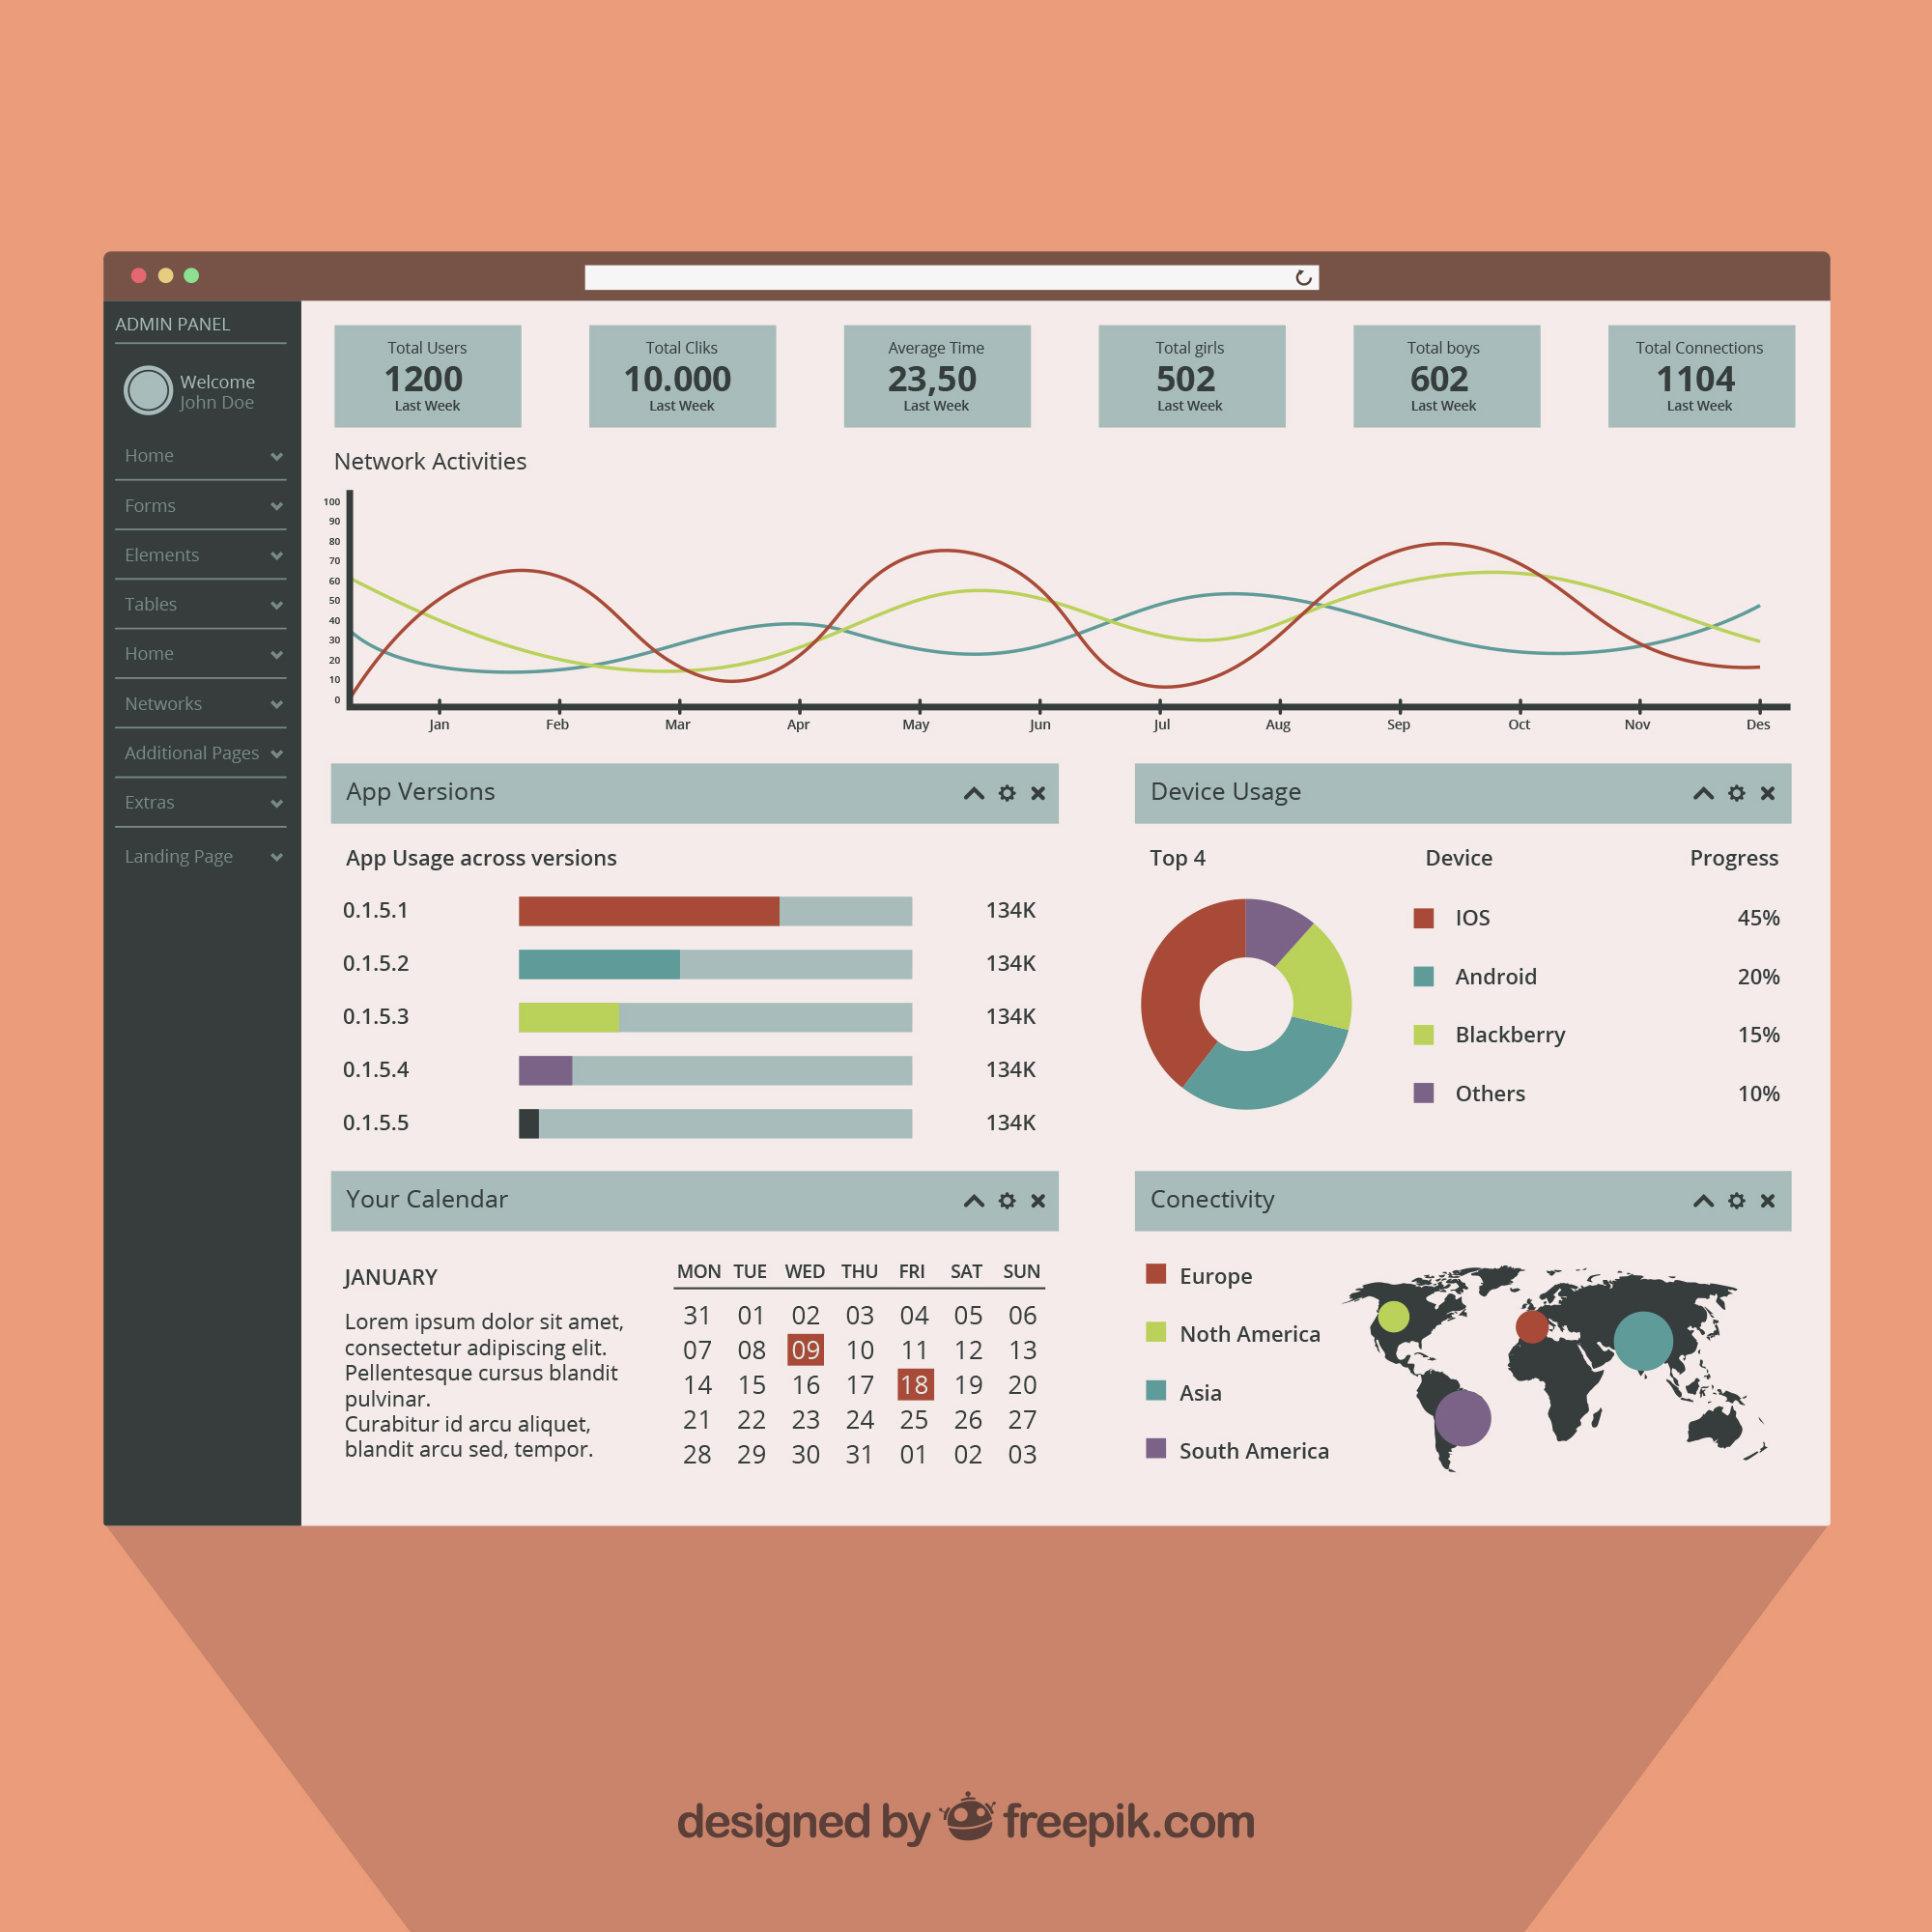 ADMIN PANEL
Welcome
John Doe
Home
Forms
Elements
Tables
Home
Networks
Additional Pages
Extras
Landing Page
Total Users
1200
Last Week
Total Cliks
10.000
Last Week
Average Time
23,50
Last Week
Total girls
502
Last Week
Total boys
602
Last Week
Total Connections
1104
Last Week
Network Activities
100
90
80
70
60
50
40
30
20
10
0
Jan Feb Mar Apr May Jun Jul Aug Sep Oct Nov Des
App Versions
App Usage across versions
0.1.5.1 134K
0.1.5.2 134K
0.1.5.3 134K
0.1.5.4 134K
0.1.5.5 134K
Device Usage
Top 4 Device Progress
IOS 45%
Android 20%
Blackberry 15%
Others 10%
Your Calendar
JANUARY
Lorem ipsum dolor sit amet,
consectetur adipiscing elit.
Pellentesque cursus blandit
pulvinar.
Curabitur id arcu aliquet,
blandit arcu sed, tempor.
MON TUE WED THU FRI SAT SUN
31 01 02 03 04 05 06
07 08 09 10 11 12 13
14 15 16 17 18 19 20
21 22 23 24 25 26 27
28 29 30 31 01 02 03
Conectivity
Europe
Noth America
Asia
South America
designed by freepik.com